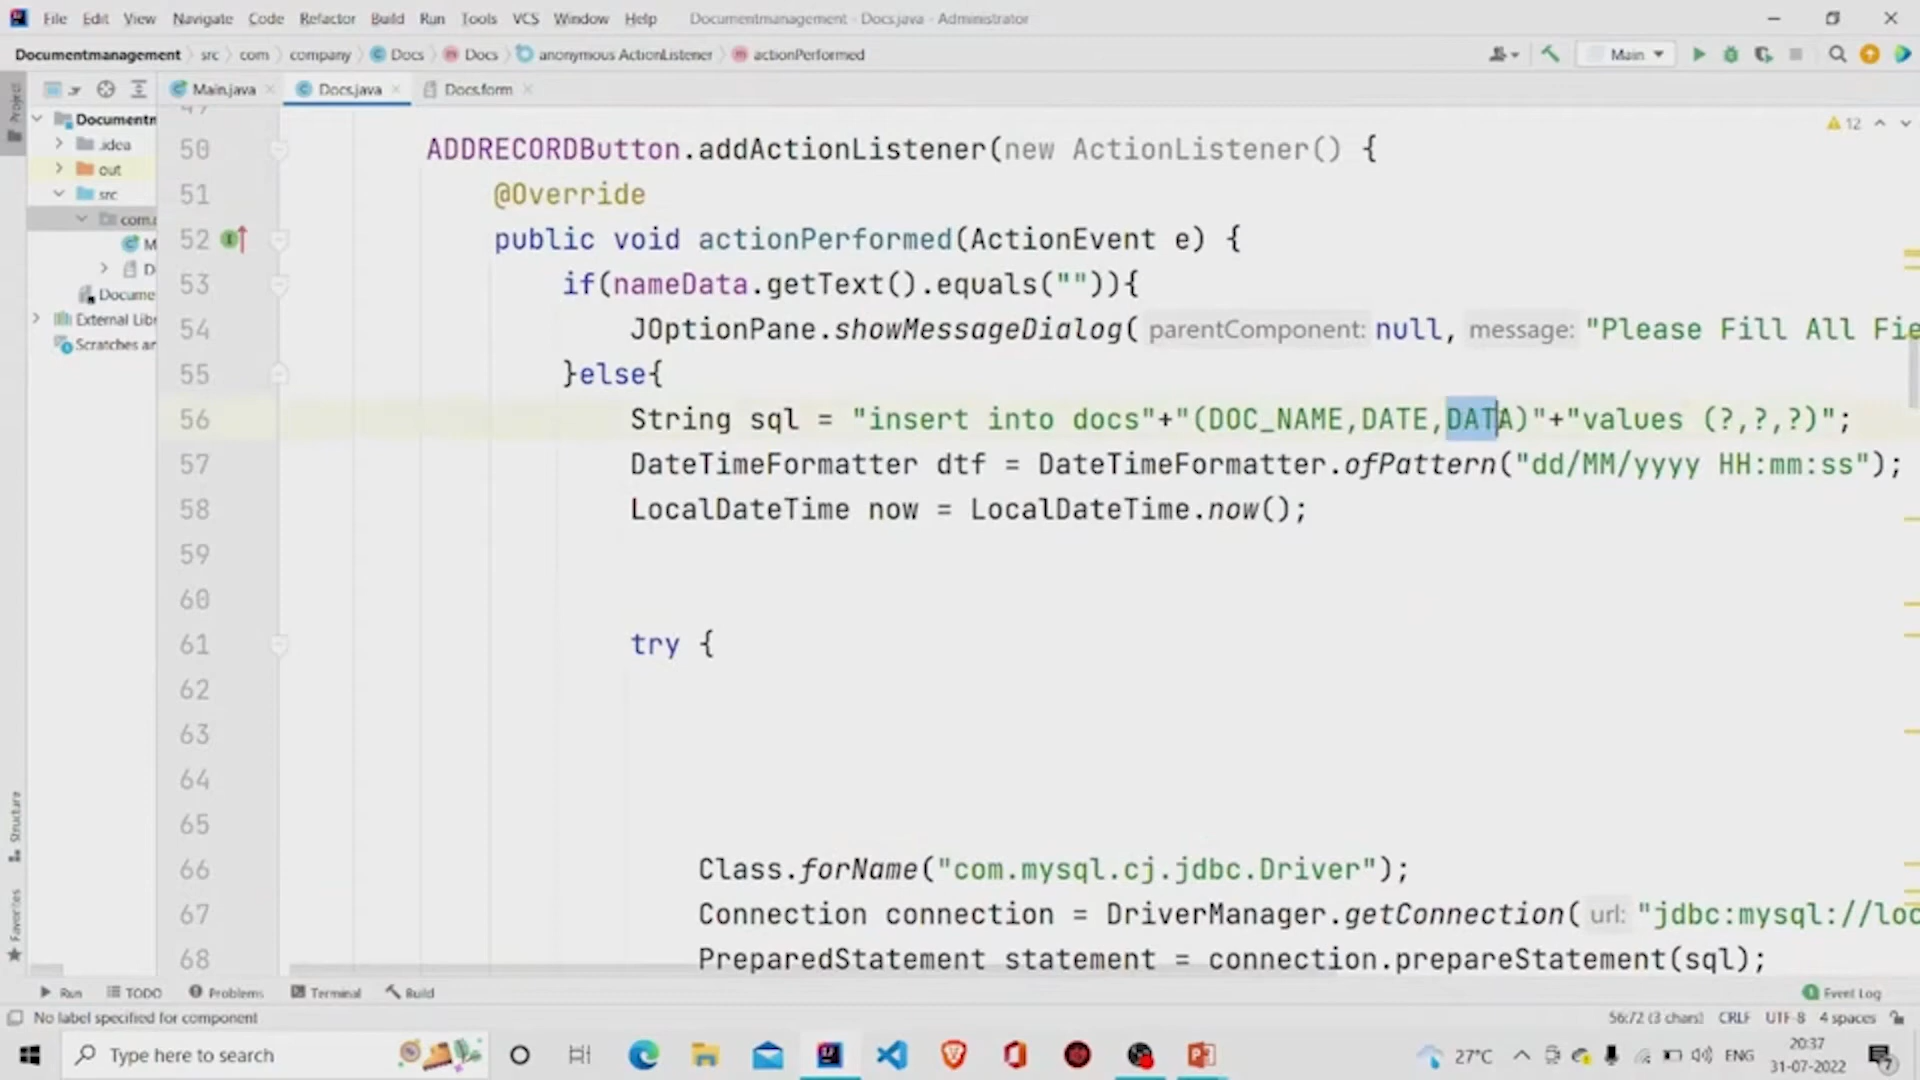 File Edit View Navigate Code Refactor Build Run Tools VCS Window Help Documentmanagement - Docs.java - Administrator
Documentmanagement src com company Docs Docs anonymous ActionListener actionPerformed Main
Main.java Docs.java Docs.form
Project
Documentm
.idea
out
src
com.c
M
D
Docume
External Libr
Scratches ar
Structure
Favorites
12
49
50 ADDRECORDButton.addActionListener(new ActionListener() {
51 @Override
52 public void actionPerformed(ActionEvent e) {
53 if(nameData.getText().equals("")){
54 JOptionPane.showMessageDialog( parentComponent: null, message: "Please Fill All Fie
55 }else{
56 String sql = "insert into docs"+"(DOC_NAME,DATE,DATA)"+"values (?,?,?)";
57 DateTimeFormatter dtf = DateTimeFormatter.ofPattern("dd/MM/yyyy HH:mm:ss");
58 LocalDateTime now = LocalDateTime.now();
59
60
61 try {
62
63
64
65
66 Class.forName("com.mysql.cj.jdbc.Driver");
67 Connection connection = DriverManager.getConnection( url: "jdbc:mysql://loc
68 PreparedStatement statement = connection.prepareStatement(sql);
Run TODO Problems Terminal Build Event Log
No label specified for component 56:72 (3 chars) CRLF UTF-8 4 spaces
Type here to search 27°C ENG 20:37
31-07-2022
7